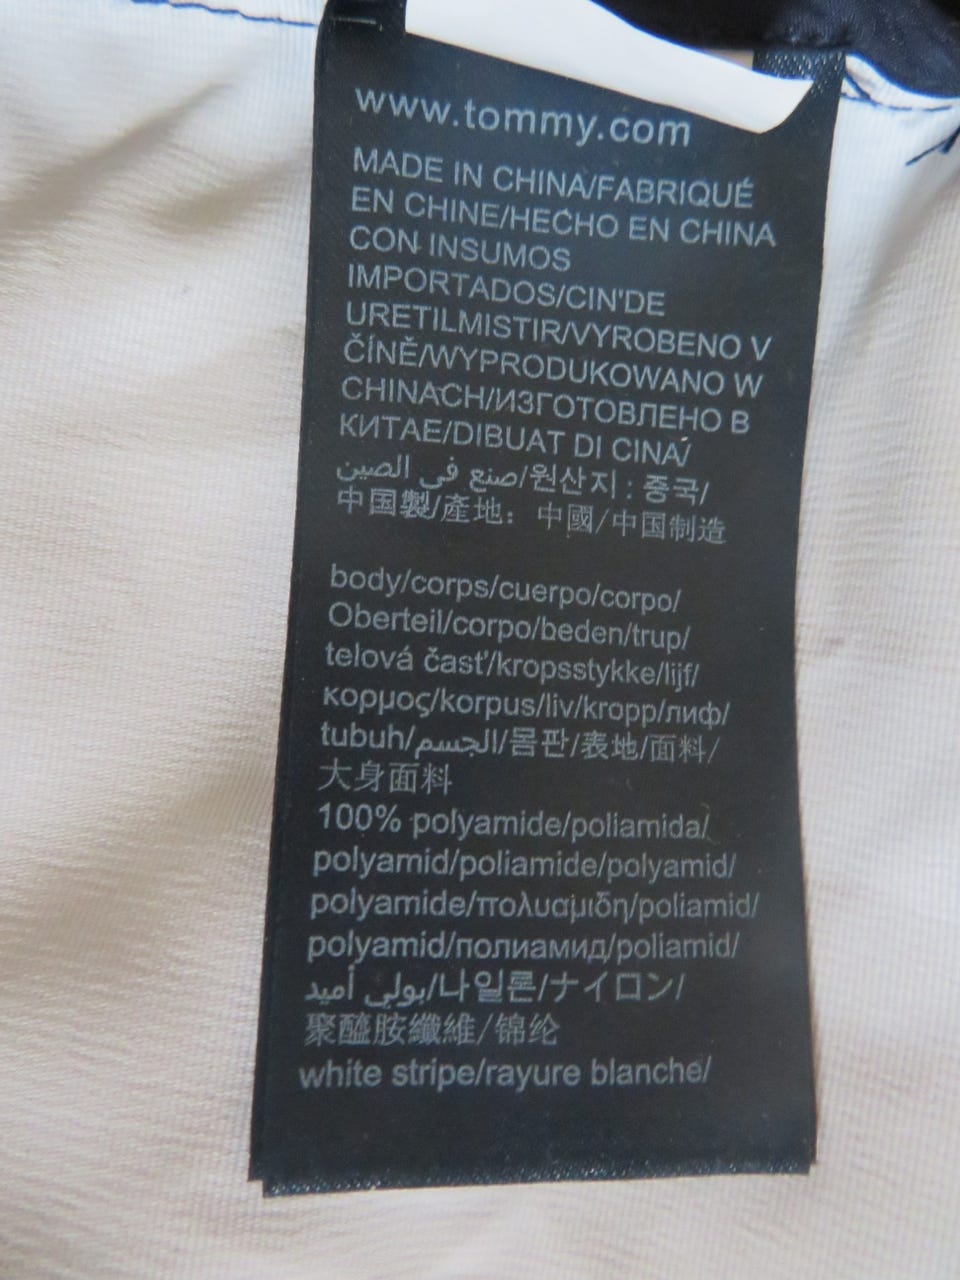 www.tommy.com
MADE IN CHINA/FABRIQUÉ
EN CHINE/HECHO EN CHINA
CON INSUMOS
IMPORTADOS/CIN'DE
URETILMISTIR/VYROBENO V
ČÍNĚ/WYPRODUKOWANO W
CHINACH/ИЗГОТОВЛЕНО В
КИТАЕ/DIBUAT DI CINA/
صنع في الصين/원산지 : 중국/
中国製/產地：中國/中国制造
body/corps/cuerpo/corpo/
Oberteil/corpo/beden/trup/
telová časť/kropsstykke/lijf/
κορμος/korpus/liv/kropp/лиф/
tubuh/الجسم/몸판/表地/面料/
大身面料
100% polyamide/poliamida/
polyamid/poliamide/polyamid/
polyamide/πολυαμιδη/poliamid/
polyamid/полиамид/poliamid/
بولي أميد/나일론/ナイロン/
聚醯胺纖維/锦纶
white stripe/rayure blanche/